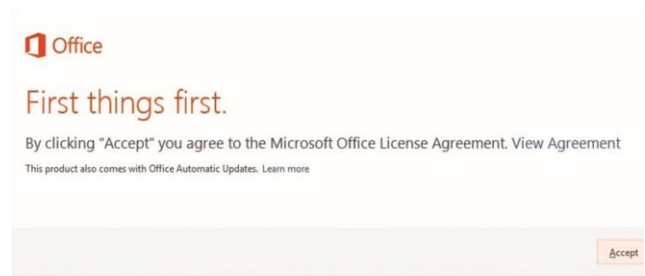 Office
First things first.
By clicking "Accept" you agree to the Microsoft Office License Agreement. View Agreement
This product also comes with Office Automatic Updates. Learn more
Accept